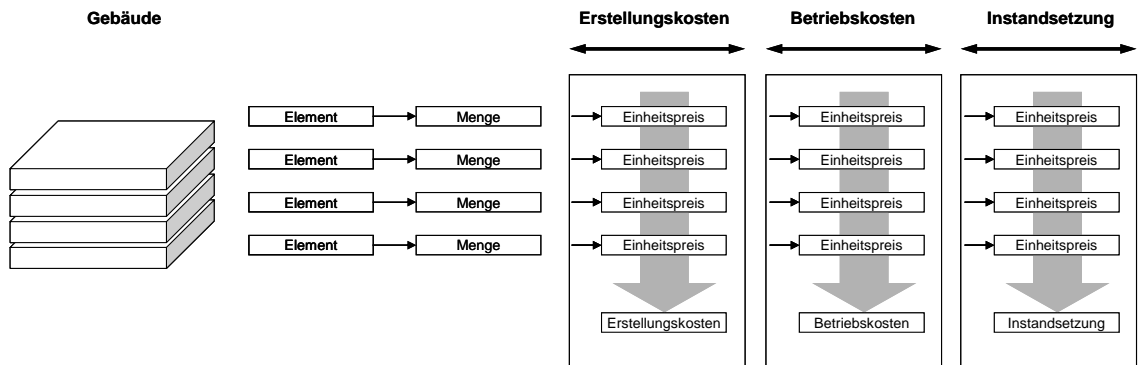 Gebäude Erstellungskosten Betriebskosten Instandsetzung
Element Menge Einheitspreis Einheitspreis Einheitspreis
Element Menge Einheitspreis Einheitspreis Einheitspreis
Element Menge Einheitspreis Einheitspreis Einheitspreis
Element Menge Einheitspreis Einheitspreis Einheitspreis
Erstellungskosten Betriebskosten Instandsetzung